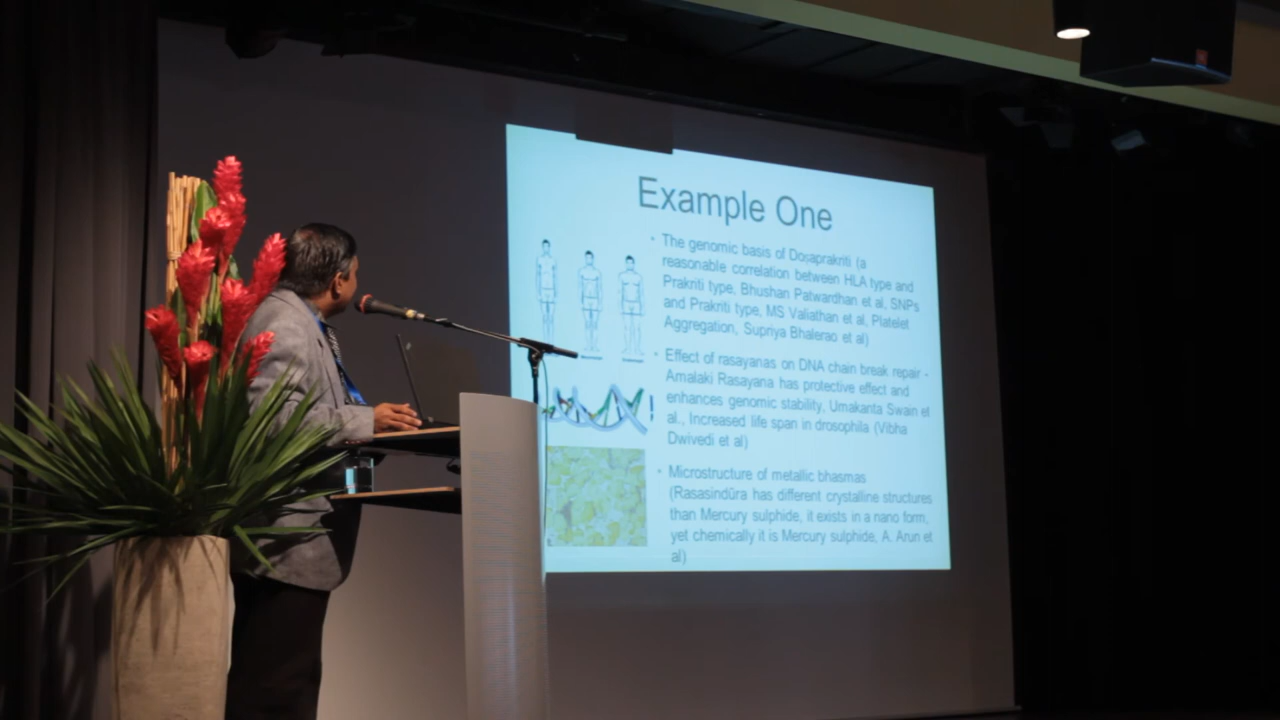 Example One
• The genomic basis of Doṣaprakriti (a
reasonable correlation between HLA type and
Prakriti type, Bhushan Patwardhan et al, SNPs
and Prakriti type, MS Valiathan et al, Platelet
Aggregation, Supriya Bhalerao et al)
• Effect of rasayanas on DNA chain break repair -
Amalaki Rasayana has protective effect and
enhances genomic stability, Umakanta Swain et
al., Increased life span in drosophila (Vibha
Dwivedi et al)
• Microstructure of metallic bhasmas
(Rasasindūra has different crystalline structures
than Mercury sulphide, it exists in a nano form,
yet chemically it is Mercury sulphide, A. Arun et
al)